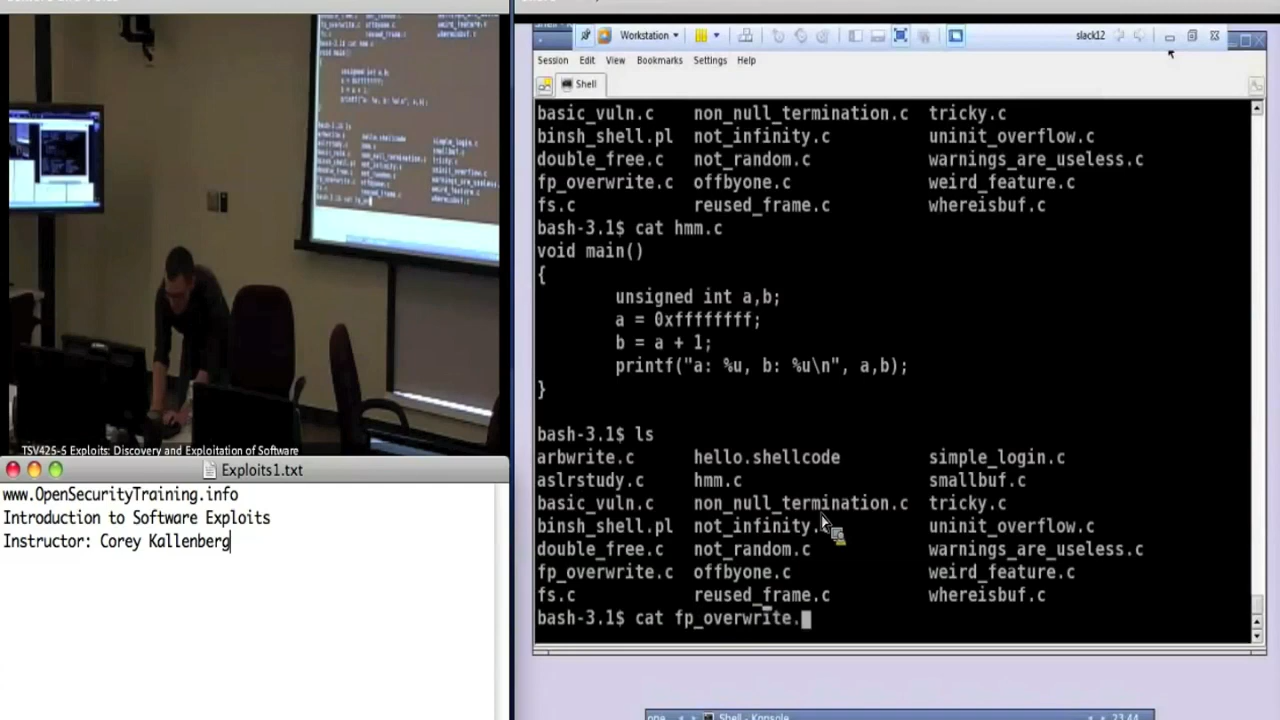 TSV425-5 Exploits: Discovery and Exploitation of Software
Exploits1.txt
www.OpenSecurityTraining.info
Introduction to Software Exploits
Instructor: Corey Kallenberg
Workstation
slack12
Session Edit View Bookmarks Settings Help
Shell
basic_vuln.c non_null_termination.c tricky.c
binsh_shell.pl not_infinity.c uninit_overflow.c
double_free.c not_random.c warnings_are_useless.c
fp_overwrite.c offbyone.c weird_feature.c
fs.c reused_frame.c whereisbuf.c
bash-3.1$ cat hmm.c
void main()
{
unsigned int a,b;
a = 0xffffffff;
b = a + 1;
printf("a: %u, b: %u\n", a,b);
}
bash-3.1$ ls
arbwrite.c hello.shellcode simple_login.c
aslrstudy.c hmm.c smallbuf.c
basic_vuln.c non_null_termination.c tricky.c
binsh_shell.pl not_infinity. uninit_overflow.c
double_free.c not_random.c warnings_are_useless.c
fp_overwrite.c offbyone.c weird_feature.c
fs.c reused_frame.c whereisbuf.c
bash-3.1$ cat fp_overwrite.
Shell - Konsole
23:44